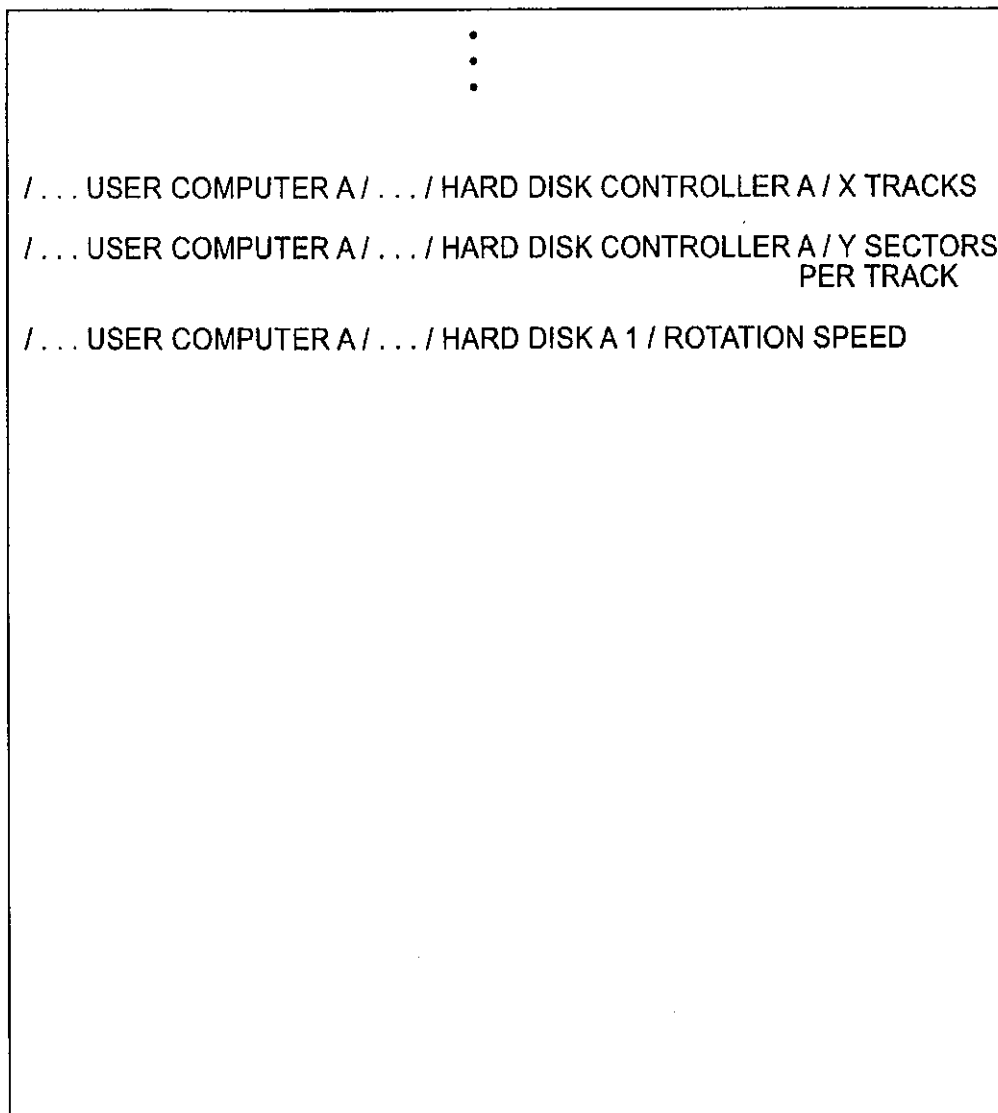 / . . . USER COMPUTER A / . . . / HARD DISK CONTROLLER A / X TRACKS
/ . . . USER COMPUTER A / . . . / HARD DISK CONTROLLER A / Y SECTORS
PER TRACK
/ . . . USER COMPUTER A / . . . / HARD DISK A 1 / ROTATION SPEED